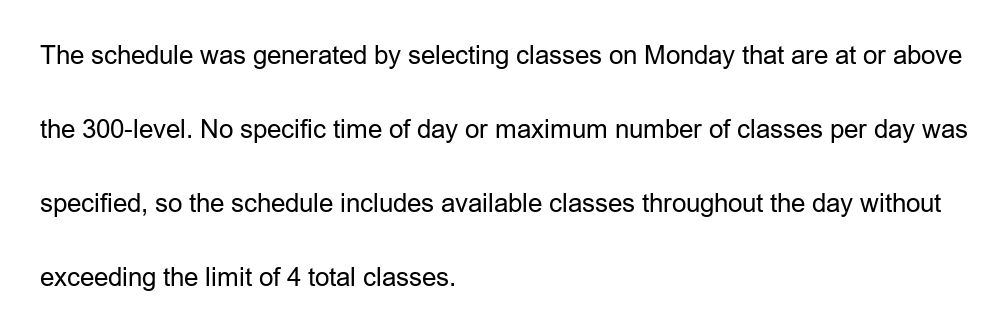 The schedule was generated by selecting classes on Monday that are at or above
the 300-level. No specific time of day or maximum number of classes per day was
specified, so the schedule includes available classes throughout the day without
exceeding the limit of 4 total classes.